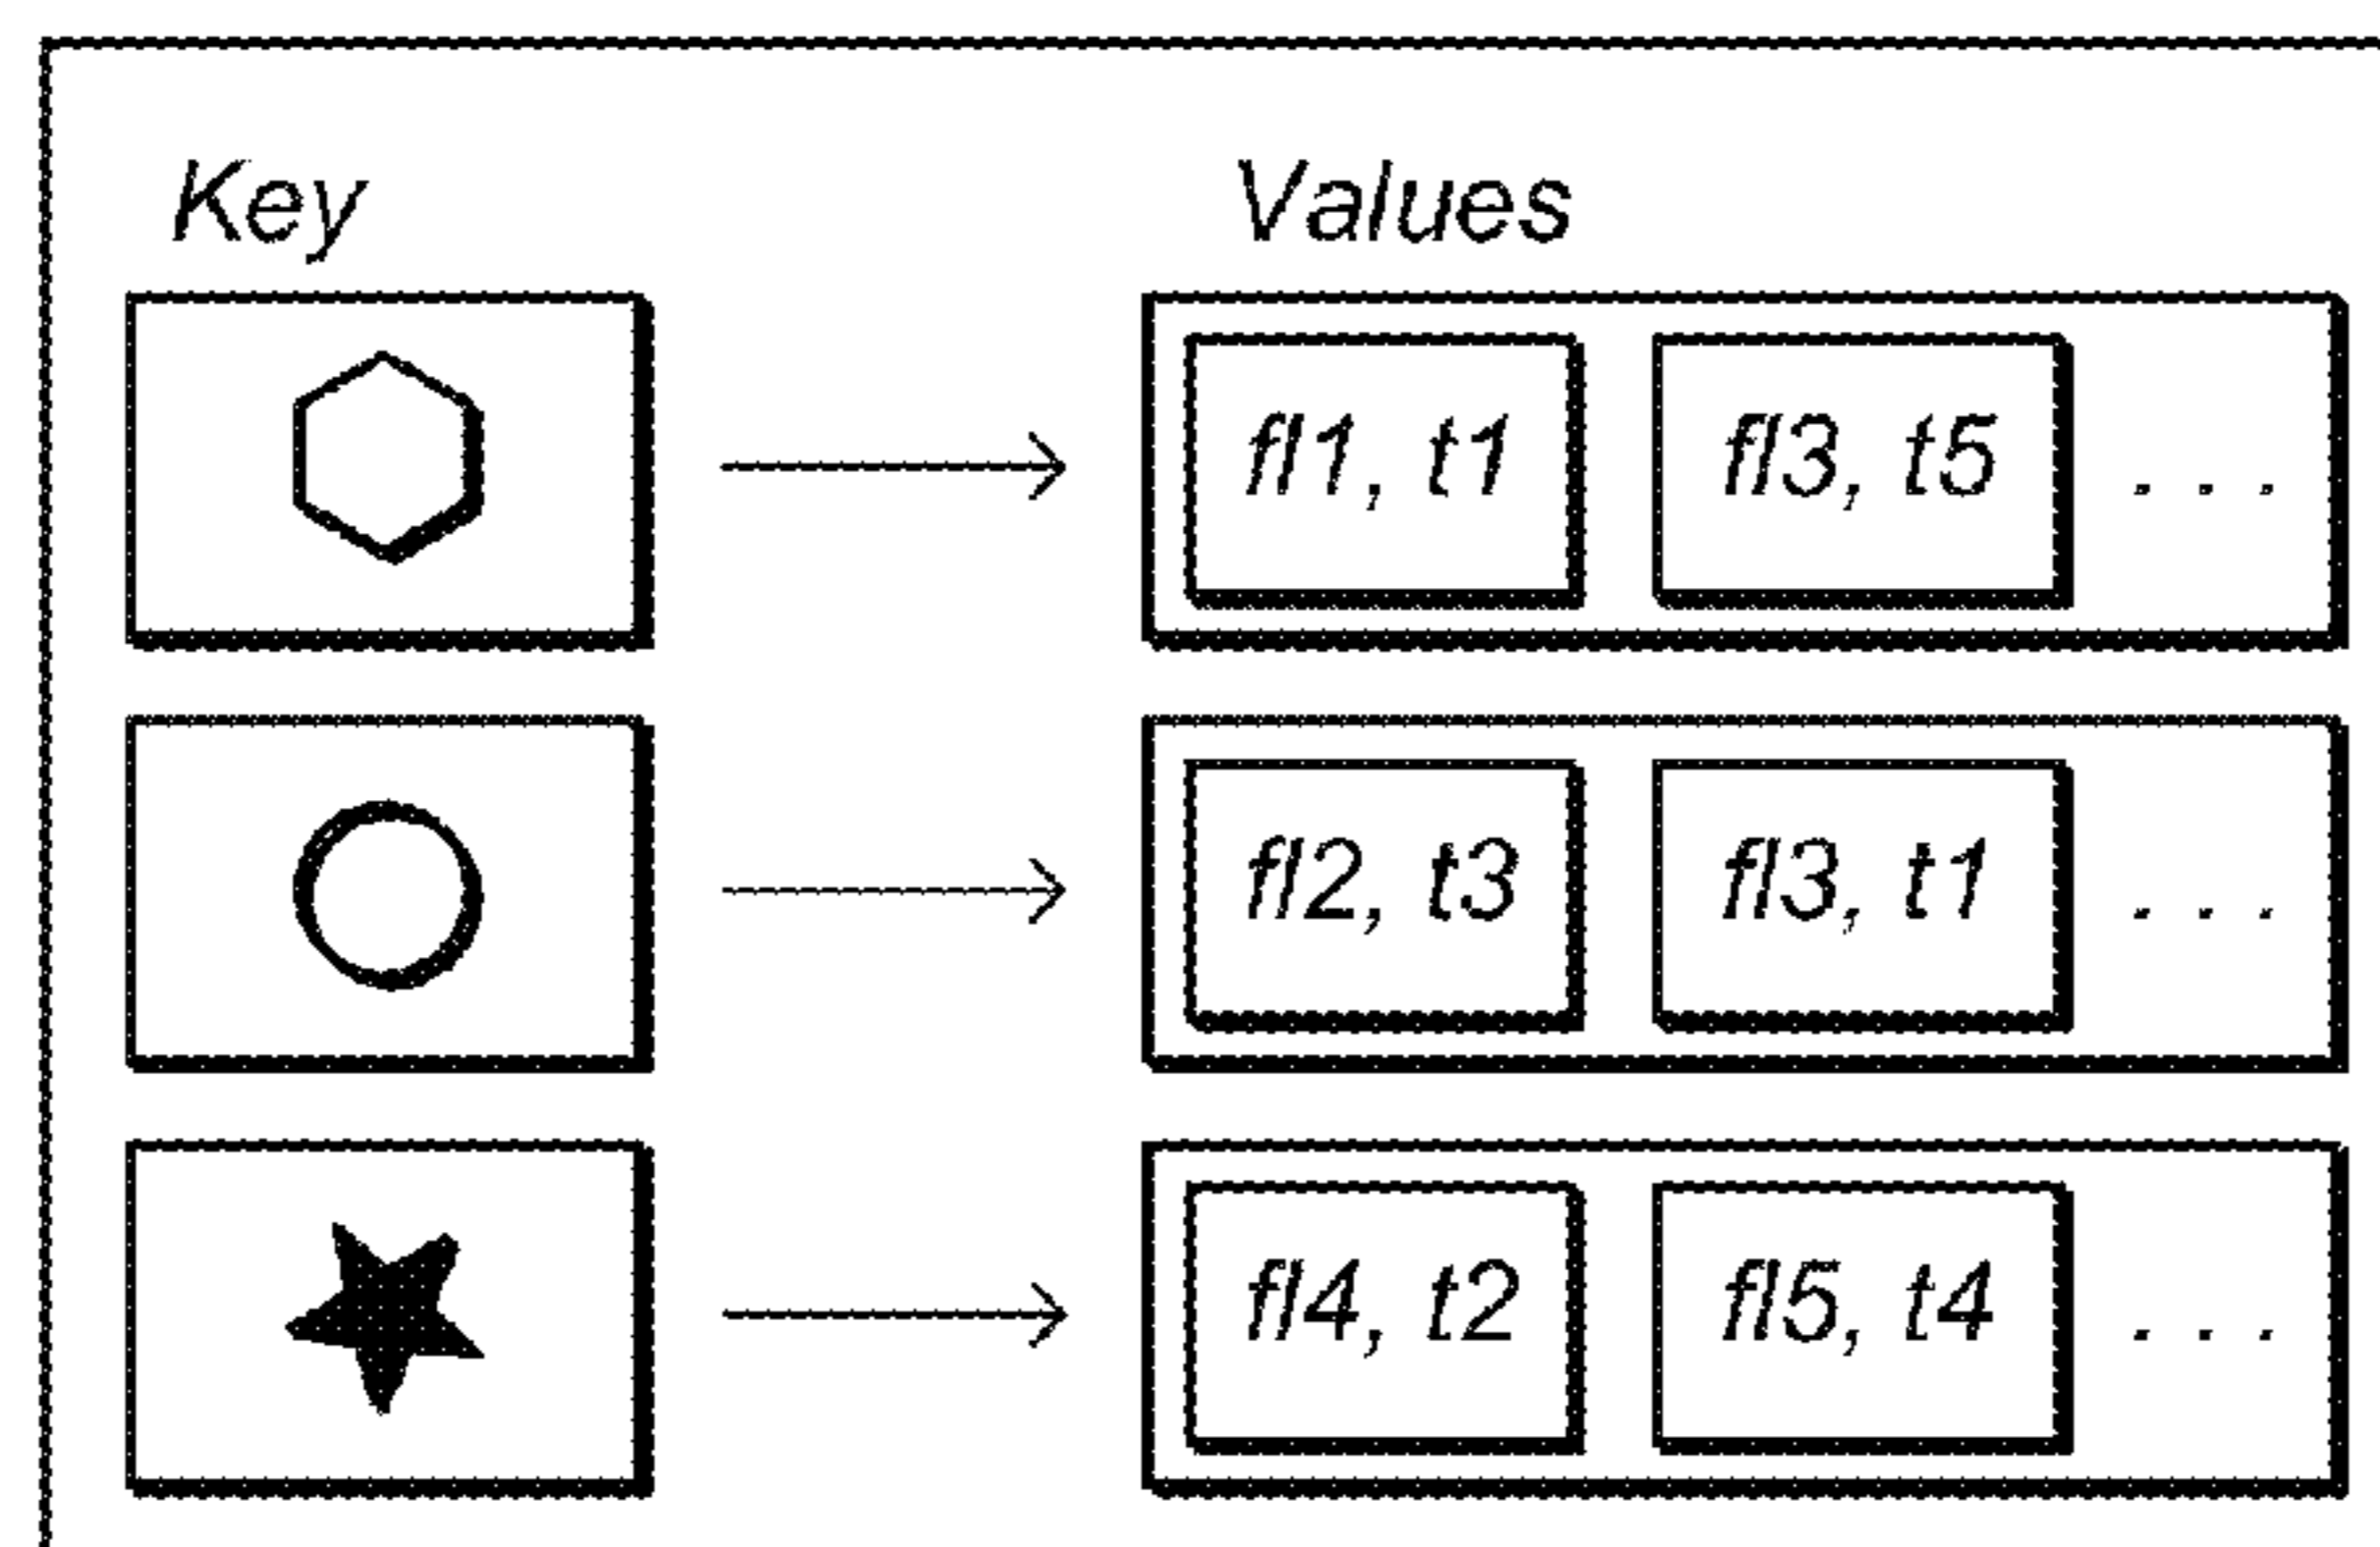 Key Values
fl1, t1 fl3, t5 . . .
fl2, t3 fl3, t1 . . .
fl4, t2 fl5, t4 . . .